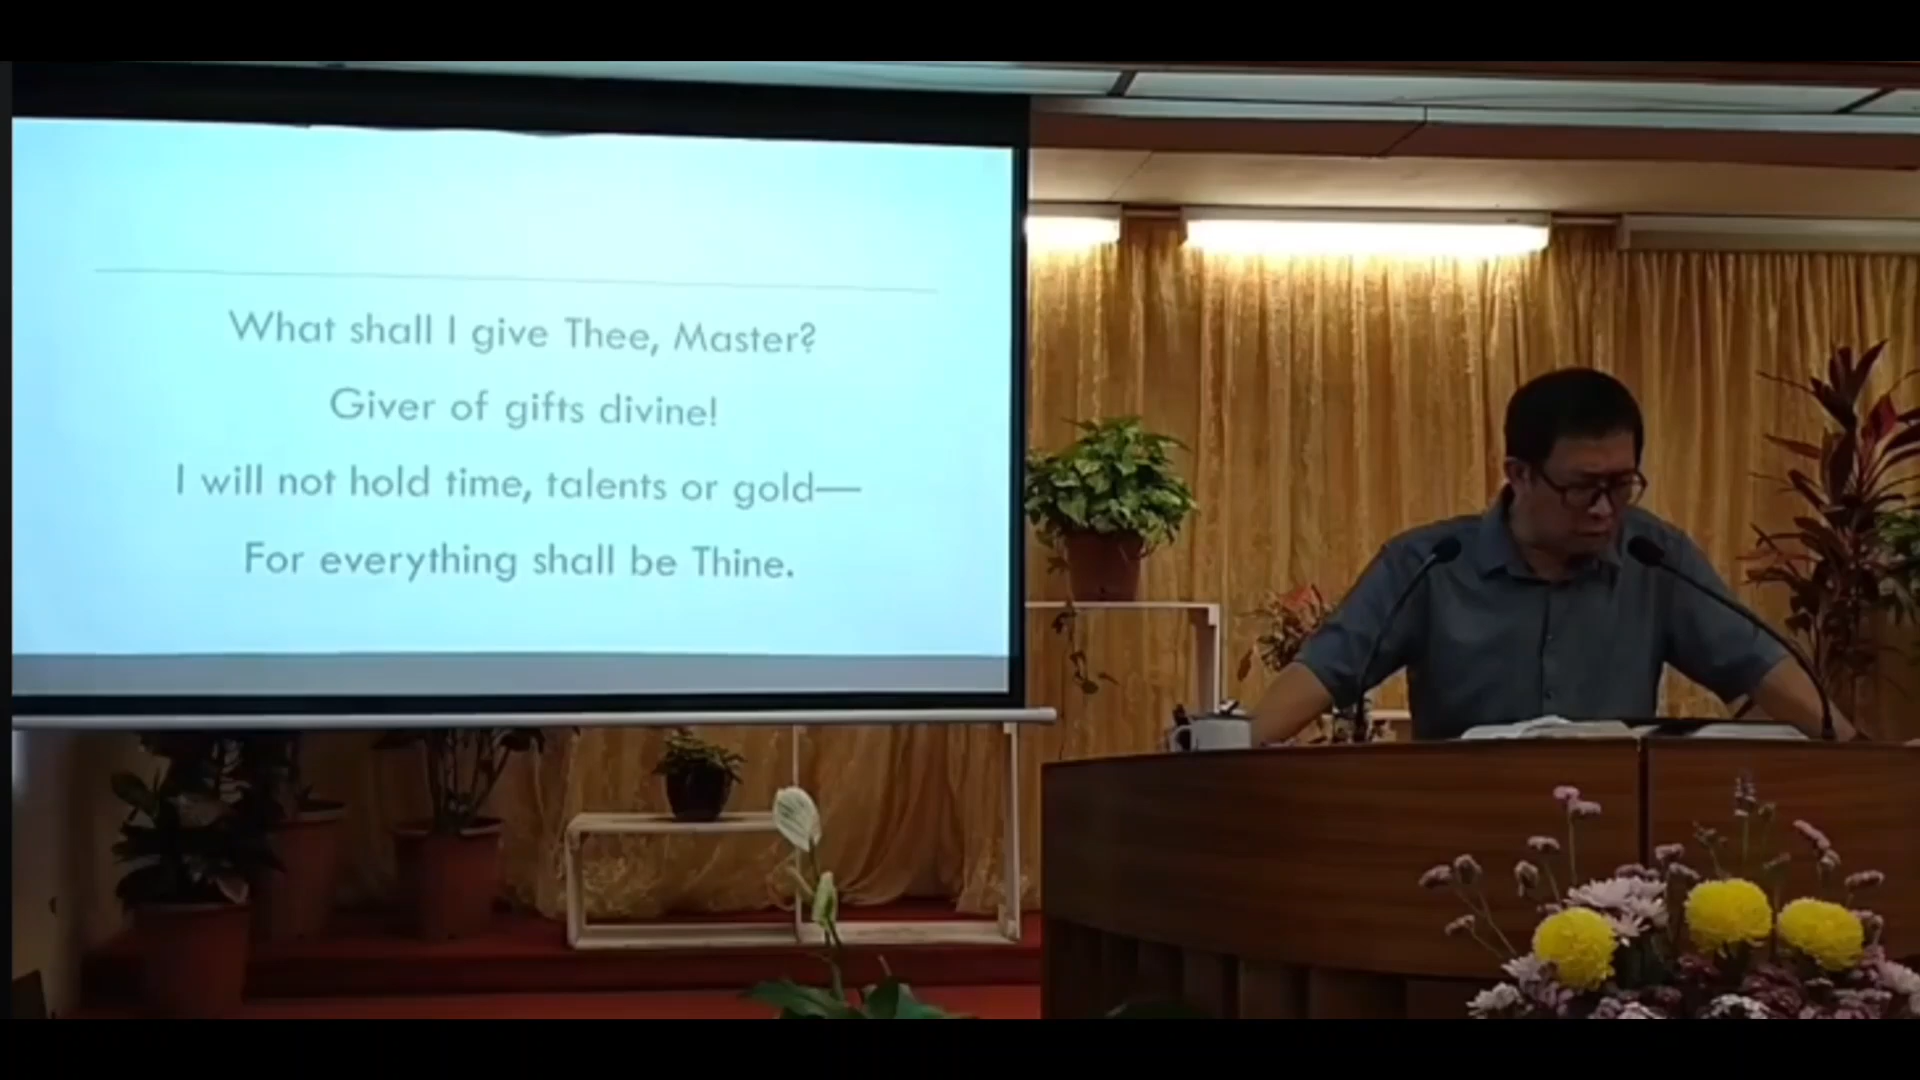 What shall I give Thee, Master?
Giver of gifts divine!
I will not hold time, talents or gold—
For everything shall be Thine.